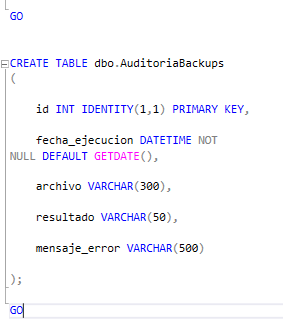 GO
CREATE TABLE dbo.AuditoriaBackups
(
id INT IDENTITY(1,1) PRIMARY KEY,
fecha_ejecucion DATETIME NOT
NULL DEFAULT GETDATE(),
archivo VARCHAR(300),
resultado VARCHAR(50),
mensaje_error VARCHAR(500)
);
GO